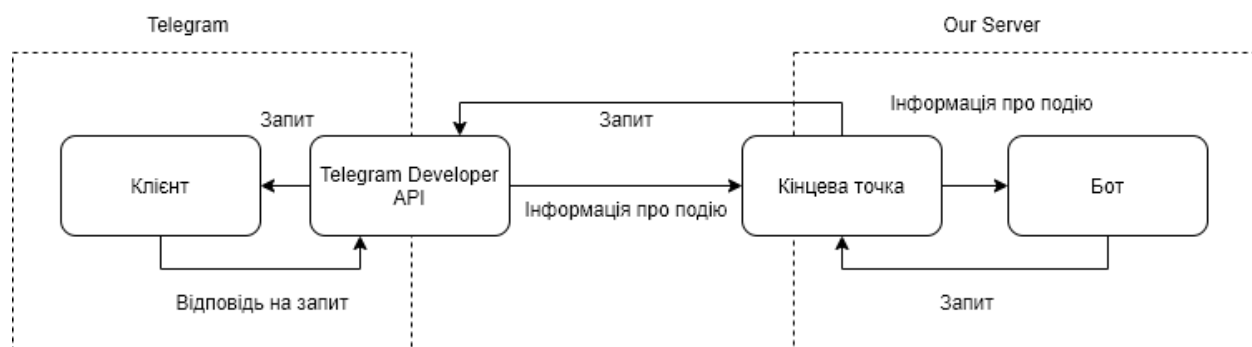 Telegram
Our Server
Інформація про подію
Запит
Запит
Клієнт
Telegram Developer
API
Кінцева точка
Бот
Інформація про подію
Відповідь на запит
Запит